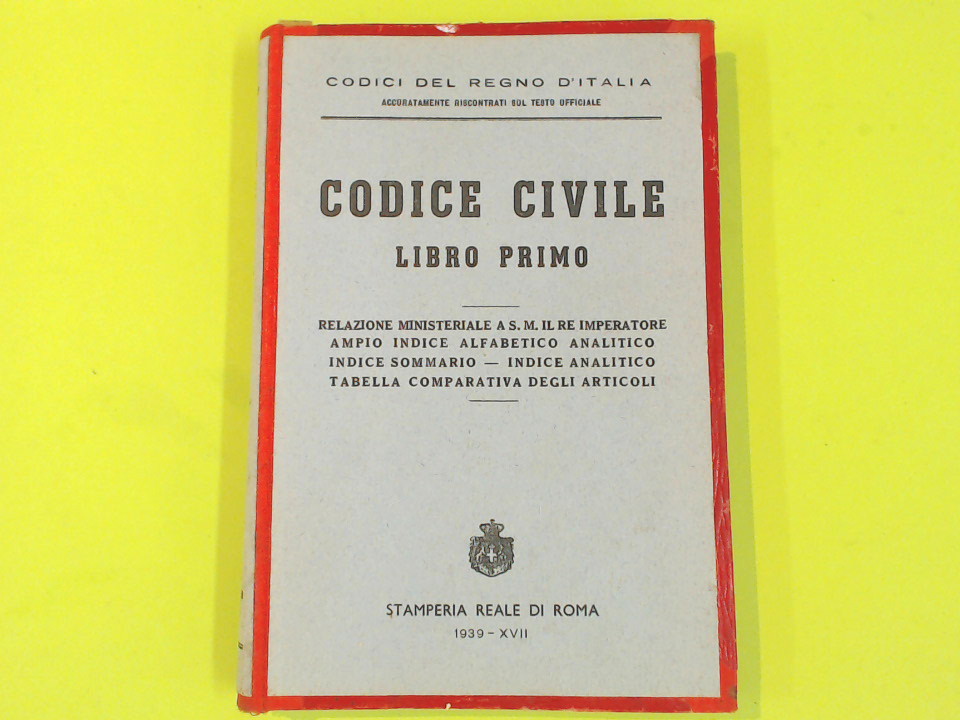 CODICI DEL REGNO D'ITALIA
ACCURATAMENTE RISCONTRATI SUL TESTO OFFICIALE
CODICE CIVILE
LIBRO PRIMO
RELAZIONE MINISTERIALE A S. M. IL RE IMPERATORE
AMPIO INDICE ALFABETICO ANALITICO
INDICE SOMMARIO — INDICE ANALITICO
TABELLA COMPARATIVA DEGLI ARTICOLI
STAMPERIA REALE DI ROMA
1939 – XVII